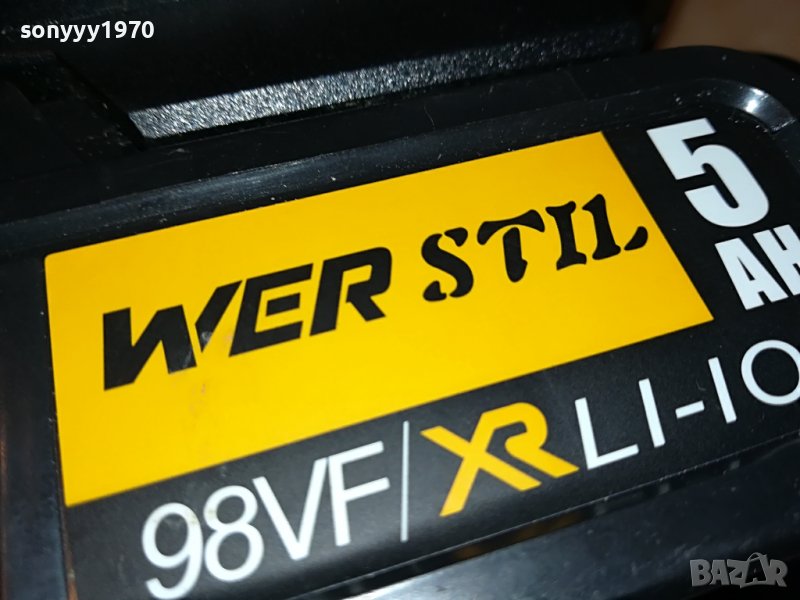 sonyyy1970
WER STIL
5
AH
98VF/XR LI-IO
BAZAR